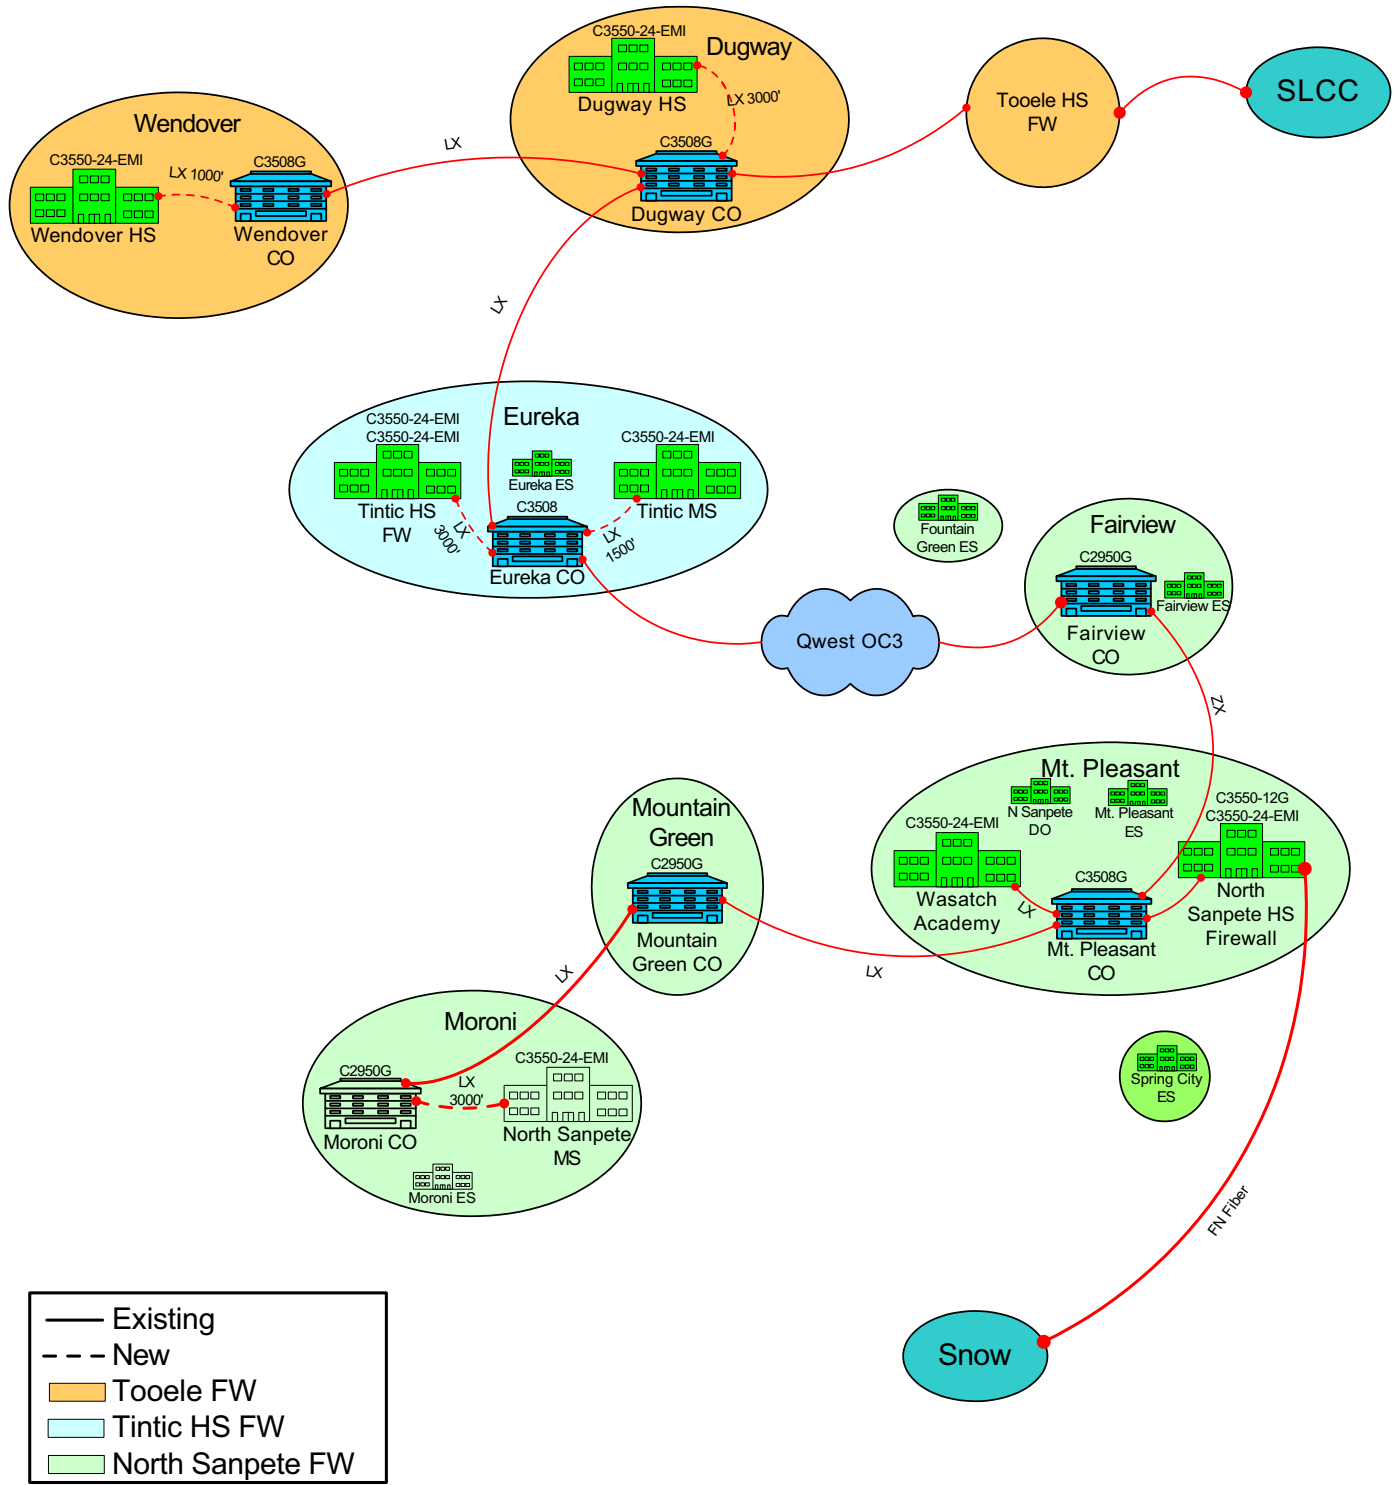 C3550-24-EMI
Dugway
Dugway HS
LX 3000'
C3508G
Dugway CO
Tooele HS
FW
SLCC
Wendover
C3550-24-EMI
C3508G
LX 1000'
Wendover HS
Wendover
CO
LX
LX
Eureka
C3550-24-EMI
C3550-24-EMI
C3550-24-EMI
Eureka ES
Tintic HS
FW
Tintic MS
C3508
LX
3000'
LX
1500'
Eureka CO
Fountain
Green ES
Fairview
C2950G
Fairview ES
Fairview
CO
Qwest OC3
ZX
Mt. Pleasant
N Sanpete
DO
Mt. Pleasant
ES
C3550-12G
C3550-24-EMI
C3550-24-EMI
C3508G
Wasatch
Academy
LX
North
Sanpete HS
Firewall
Mt. Pleasant
CO
Mountain
Green
C2950G
Mountain
Green CO
LX
LX
Moroni
C3550-24-EMI
C2950G
LX
3000'
Moroni CO
North Sanpete
MS
Moroni ES
Spring City
ES
FN Fiber
Snow
Existing
New
Tooele FW
Tintic HS FW
North Sanpete FW